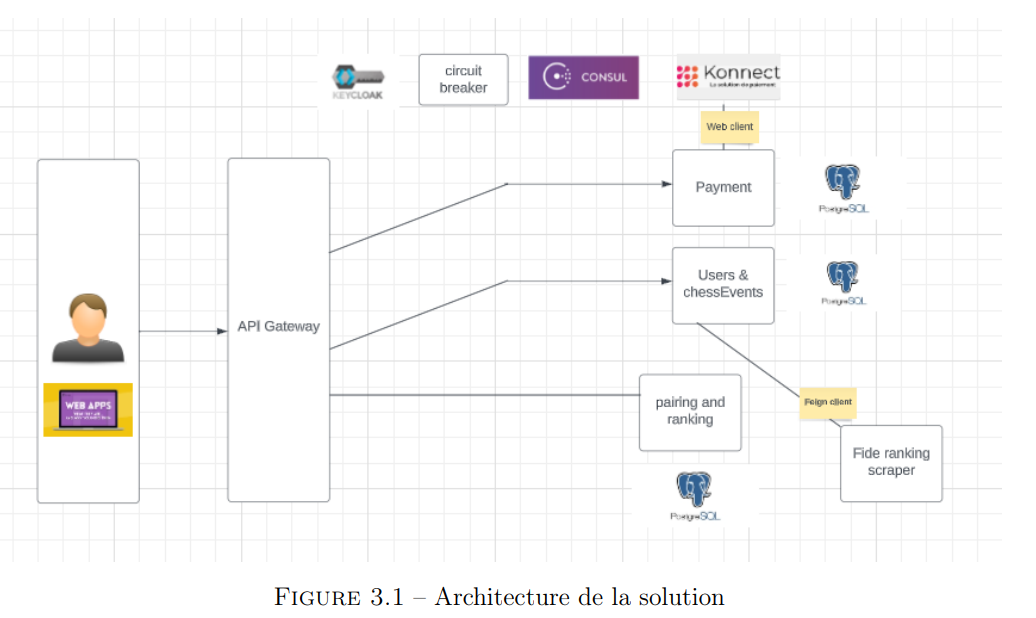 KEYCLOAK
circuit
breaker
CONSUL
Konnect
La solution de paiement
Web client
Payment
PostgreSQL
Users &
chessEvents
PostgreSQL
API Gateway
WEB APPS
pairing and
ranking
Feign client
Fide ranking
scraper
PostgreSQL
FIGURE 3.1 – Architecture de la solution